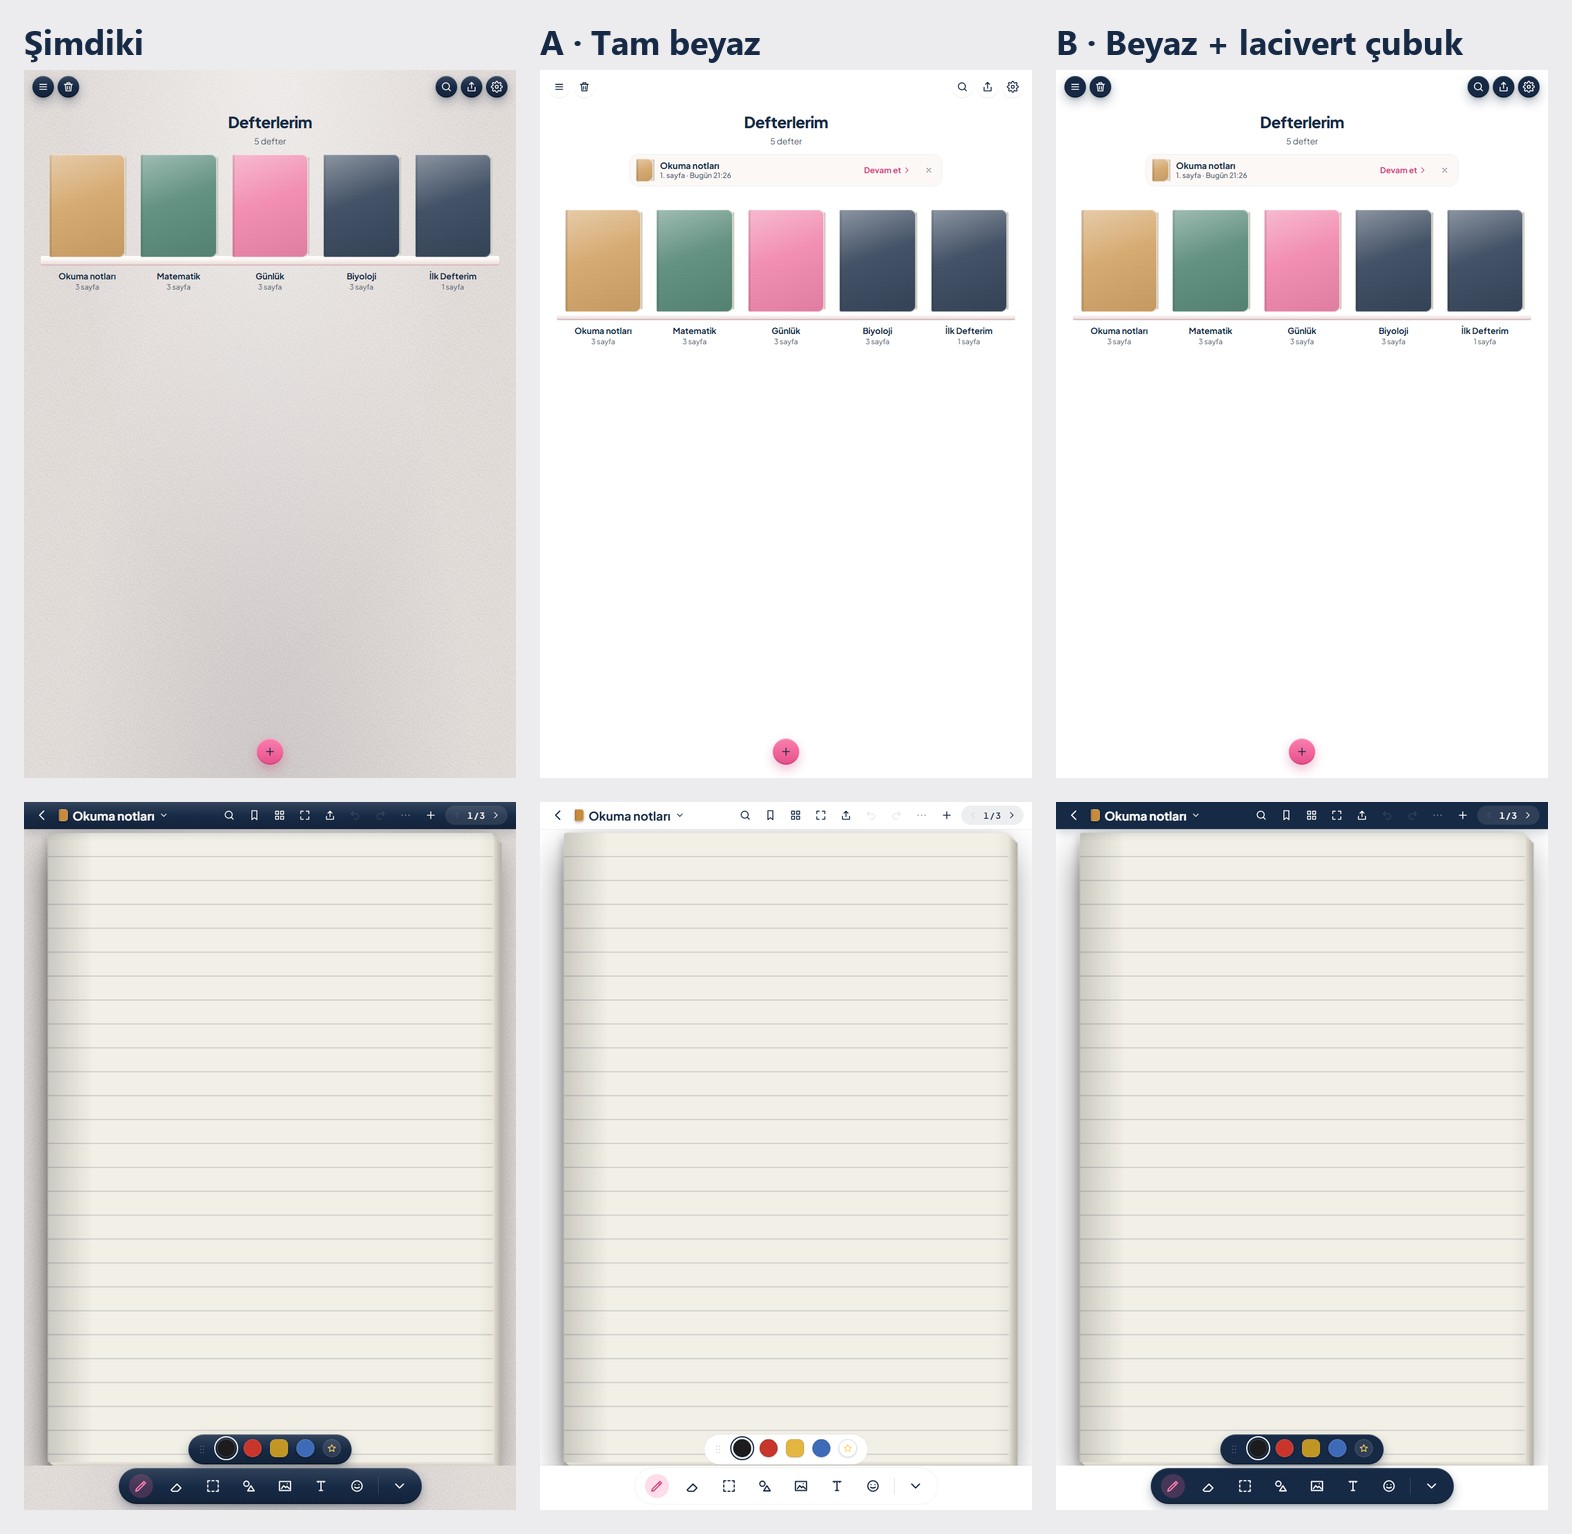 Şimdiki
A · Tam beyaz
B · Beyaz + lacivert çubuk
Defterlerim
5 defter
Okuma notları
3 sayfa
Matematik
3 sayfa
Günlük
3 sayfa
Biyoloji
3 sayfa
İlk Defterim
1 sayfa
Defterlerim
5 defter
Okuma notları
1. sayfa · Bugün 21:26
Devam et
Okuma notları
3 sayfa
Matematik
3 sayfa
Günlük
3 sayfa
Biyoloji
3 sayfa
İlk Defterim
1 sayfa
Defterlerim
5 defter
Okuma notları
1. sayfa · Bugün 21:26
Devam et
Okuma notları
3 sayfa
Matematik
3 sayfa
Günlük
3 sayfa
Biyoloji
3 sayfa
İlk Defterim
1 sayfa
Okuma notları
1/3
T
Okuma notları
1/3
T
Okuma notları
1/3
T